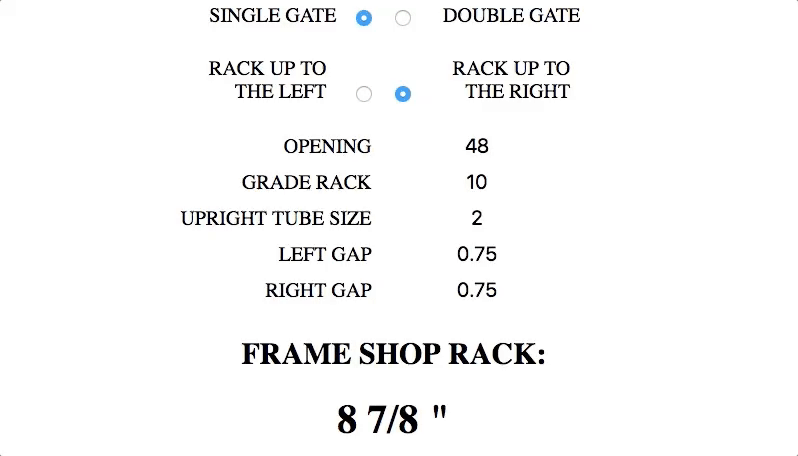 SINGLE GATE DOUBLE GATE
RACK UP TO RACK UP TO
THE LEFT THE RIGHT
OPENING 48
GRADE RACK 10
UPRIGHT TUBE SIZE 2
LEFT GAP 0.75
RIGHT GAP 0.75
FRAME SHOP RACK:
8 7/8 "